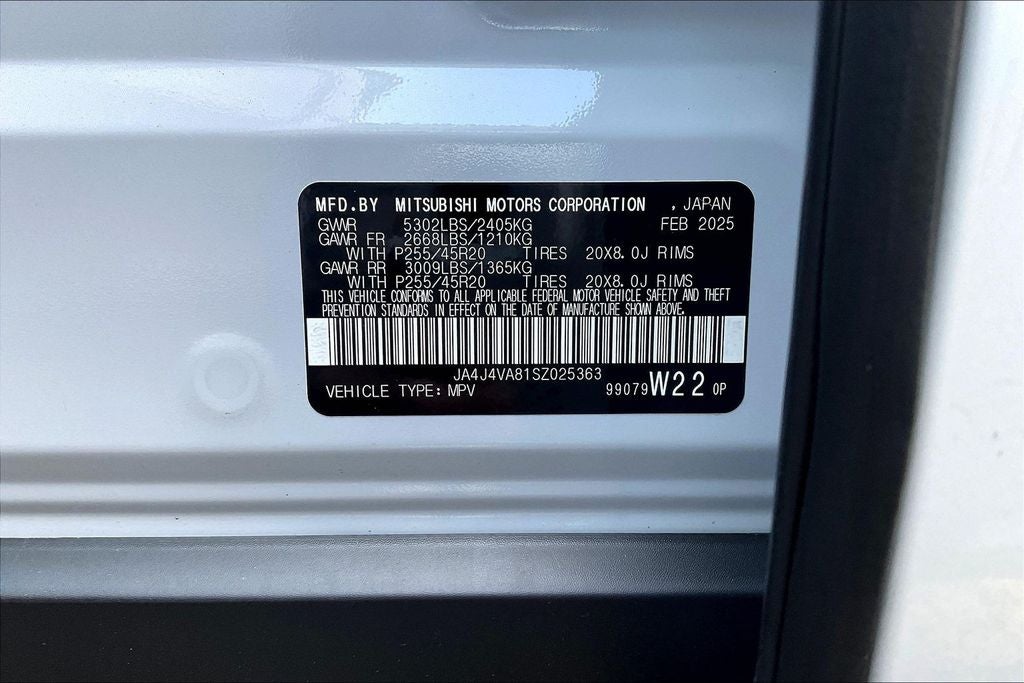 MFD.BY MITSUBISHI MOTORS CORPORATION , JAPAN
GVWR 5302LBS/2405KG FEB 2025
GAWR FR 2668LBS/1210KG
WITH P255/45R20 TIRES 20X8.0J RIMS
GAWR RR 3009LBS/1365KG
WITH P255/45R20 TIRES 20X8.0J RIMS
THIS VEHICLE CONFORMS TO ALL APPLICABLE FEDERAL MOTOR VEHICLE SAFETY AND THEFT
PREVENTION STANDARDS IN EFFECT ON THE DATE OF MANUFACTURE SHOWN ABOVE.
JA4J4VA81SZ025363
VEHICLE TYPE: MPV 99079 W22 0P